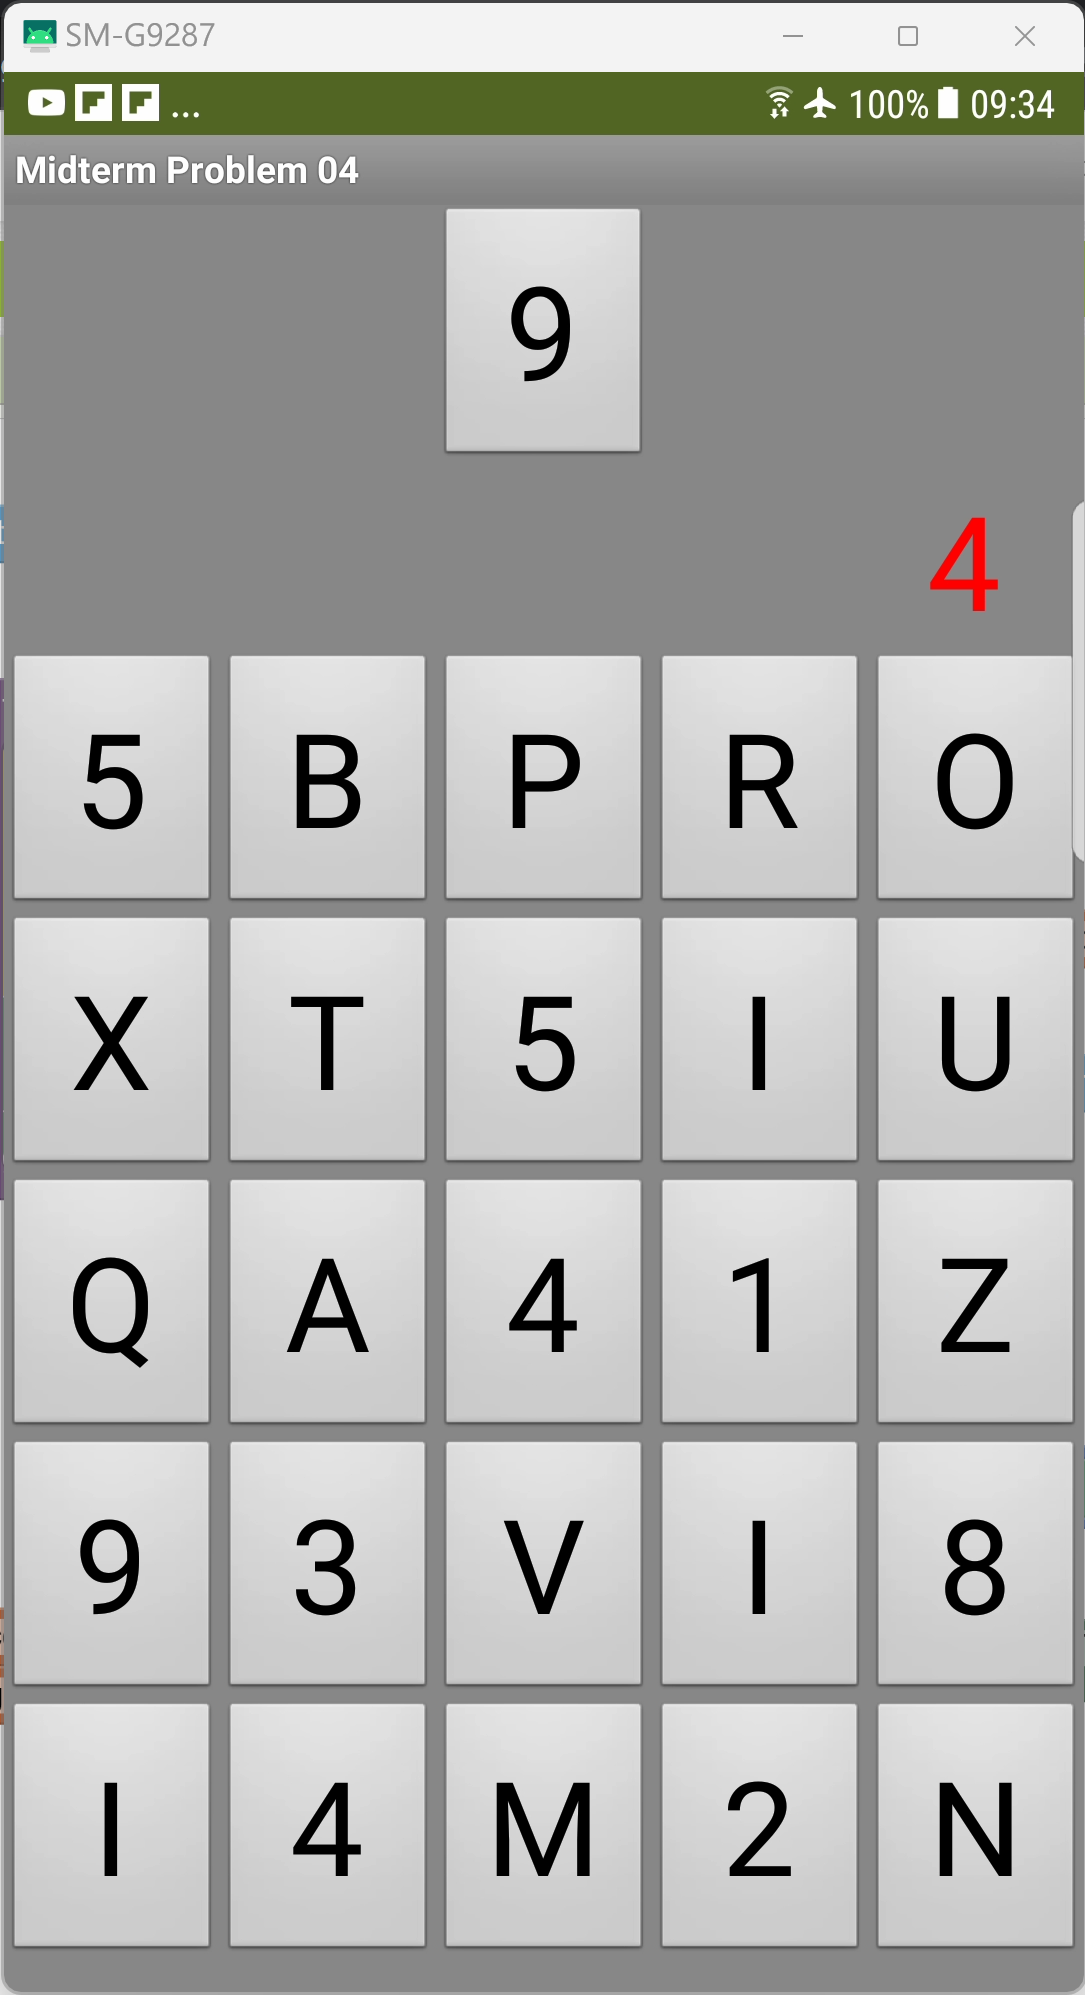 SM-G9287
... 100% 09:34
Midterm Problem 04
9
4
5 B P R O
X T 5 I U
Q A 4 1 Z
9 3 V I 8
I 4 M 2 N